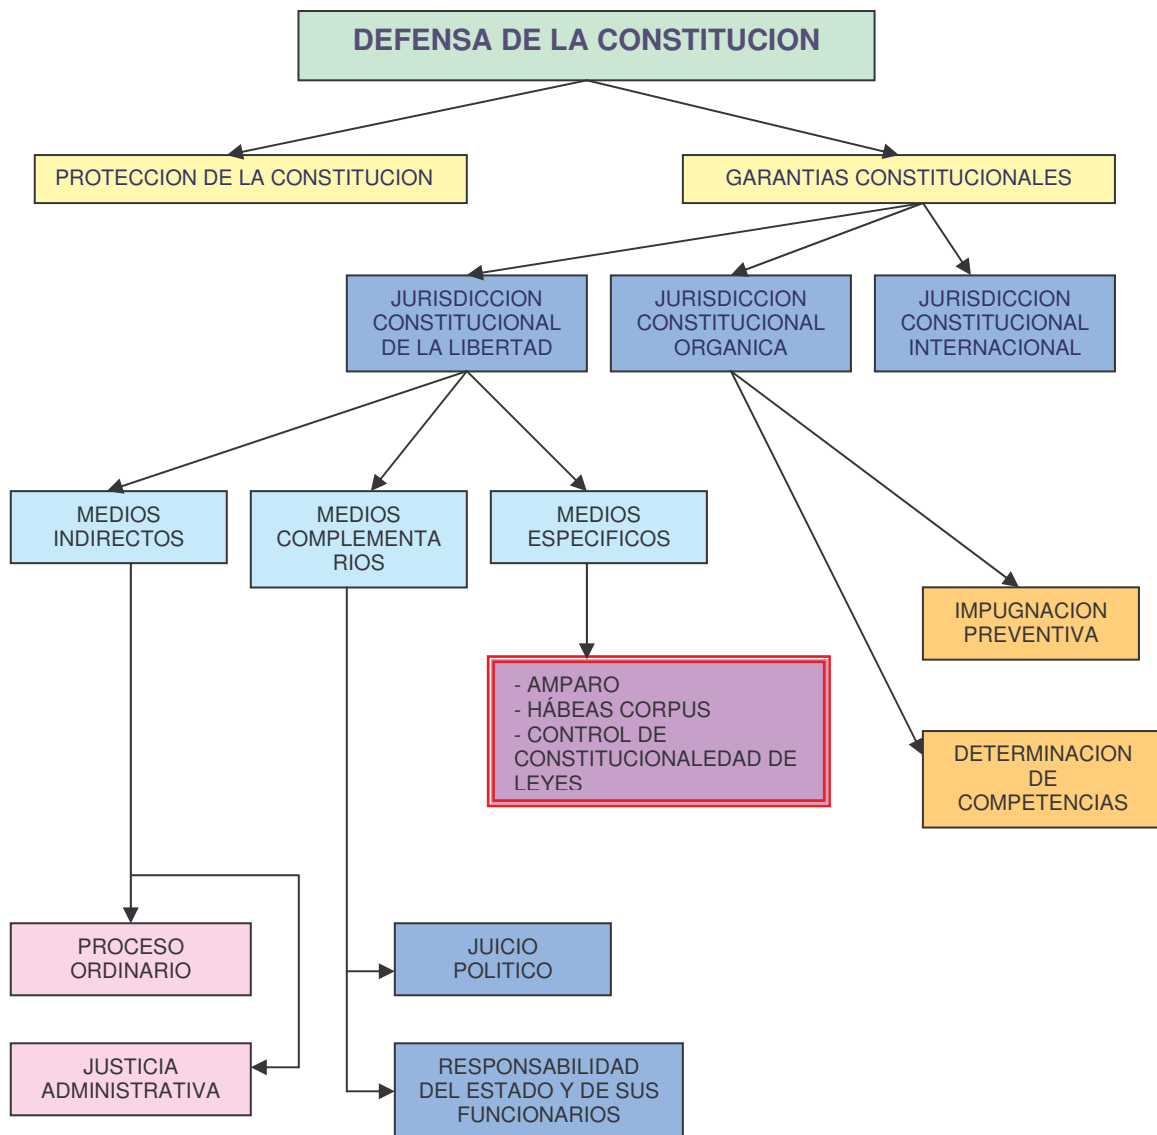 DEFENSA DE LA CONSTITUCION
PROTECCION DE LA CONSTITUCION
GARANTIAS CONSTITUCIONALES
JURISDICCION
CONSTITUCIONAL
DE LA LIBERTAD
JURISDICCION
CONSTITUCIONAL
ORGANICA
JURISDICCION
CONSTITUCIONAL
INTERNACIONAL
MEDIOS
INDIRECTOS
MEDIOS
COMPLEMENTA
RIOS
MEDIOS
ESPECIFICOS
IMPUGNACION
PREVENTIVA
- AMPARO
- HÁBEAS CORPUS
- CONTROL DE
CONSTITUCIONALEDAD DE
LEYES
DETERMINACION
DE
COMPETENCIAS
PROCESO
ORDINARIO
JUICIO
POLITICO
JUSTICIA
ADMINISTRATIVA
RESPONSABILIDAD
DEL ESTADO Y DE SUS
FUNCIONARIOS